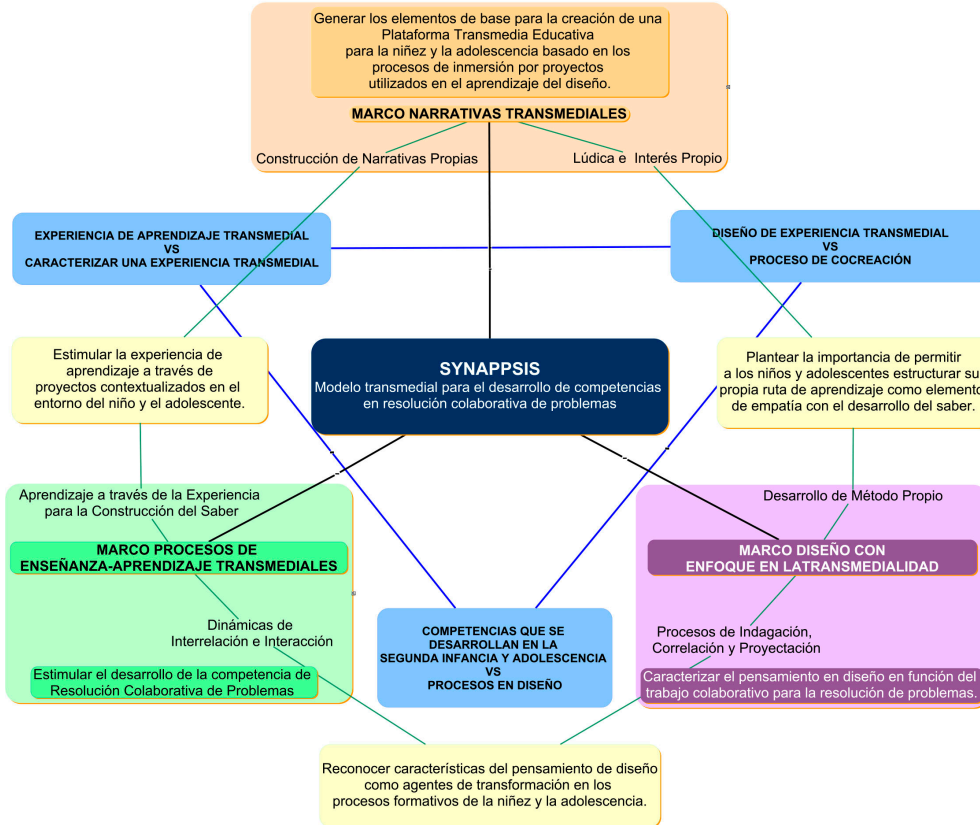 Generar los elementos de base para la creación de una
Plataforma Transmedia Educativa
para la niñez y la adolescencia basado en los
procesos de inmersión por proyectos
utilizados en el aprendizaje del diseño.
MARCO NARRATIVAS TRANSMEDIALES
Construcción de Narrativas Propias
Lúdica e Interés Propio
EXPERIENCIA DE APRENDIZAJE TRANSMEDIAL
VS
CARACTERIZAR UNA EXPERIENCIA TRANSMEDIAL
DISEÑO DE EXPERIENCIA TRANSMEDIAL
VS
PROCESO DE COCREACIÓN
Estimular la experiencia de
aprendizaje a través de
proyectos contextualizados en el
entorno del niño y el adolescente.
SYNAPPSIS
Modelo transmedial para el desarrollo de competencias
en resolución colaborativa de problemas
Plantear la importancia de permitir
a los niños y adolescentes estructurar su
propia ruta de aprendizaje como elemento
de empatía con el desarrollo del saber.
Aprendizaje a través de la Experiencia
para la Construcción del Saber
MARCO PROCESOS DE
ENSEÑANZA-APRENDIZAJE TRANSMEDIALES
Dinámicas de
Interrelación e Interacción
Estimular el desarrollo de la competencia de
Resolución Colaborativa de Problemas
COMPETENCIAS QUE SE
DESARROLLAN EN LA
SEGUNDA INFANCIA Y ADOLESCENCIA
VS
PROCESOS EN DISEÑO
Desarrollo de Método Propio
MARCO DISEÑO CON
ENFOQUE EN LATRANSMEDIALIDAD
Procesos de Indagación,
Correlación y Proyectación
Caracterizar el pensamiento en diseño en función del
trabajo colaborativo para la resolución de problemas.
Reconocer características del pensamiento de diseño
como agentes de transformación en los
procesos formativos de la niñez y la adolescencia.